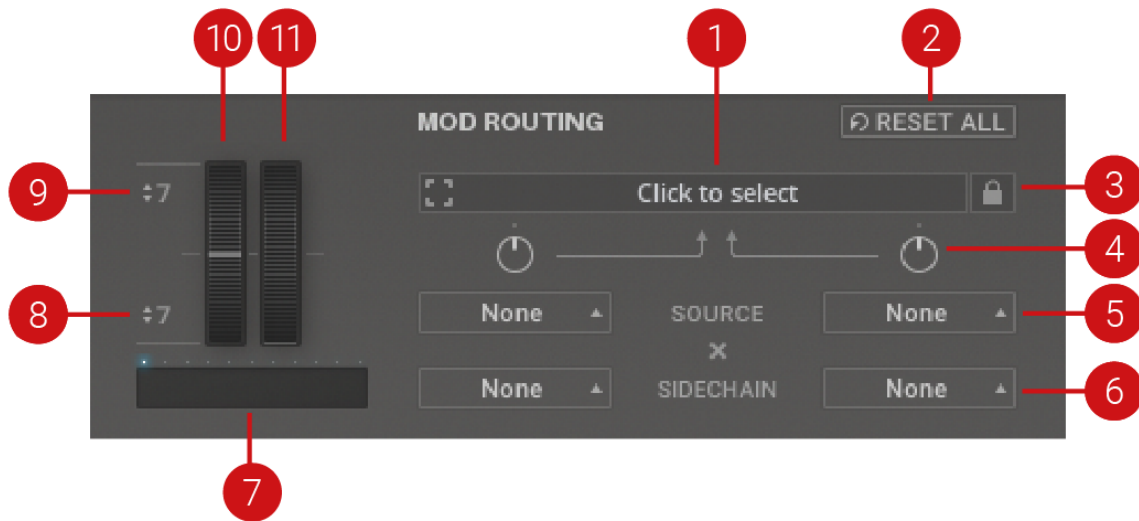 10 11 1 2
MOD ROUTING RESET ALL
9 7 Click to select 3
4
8 7 None SOURCE None 5
×
None SIDECHAIN None 6
7